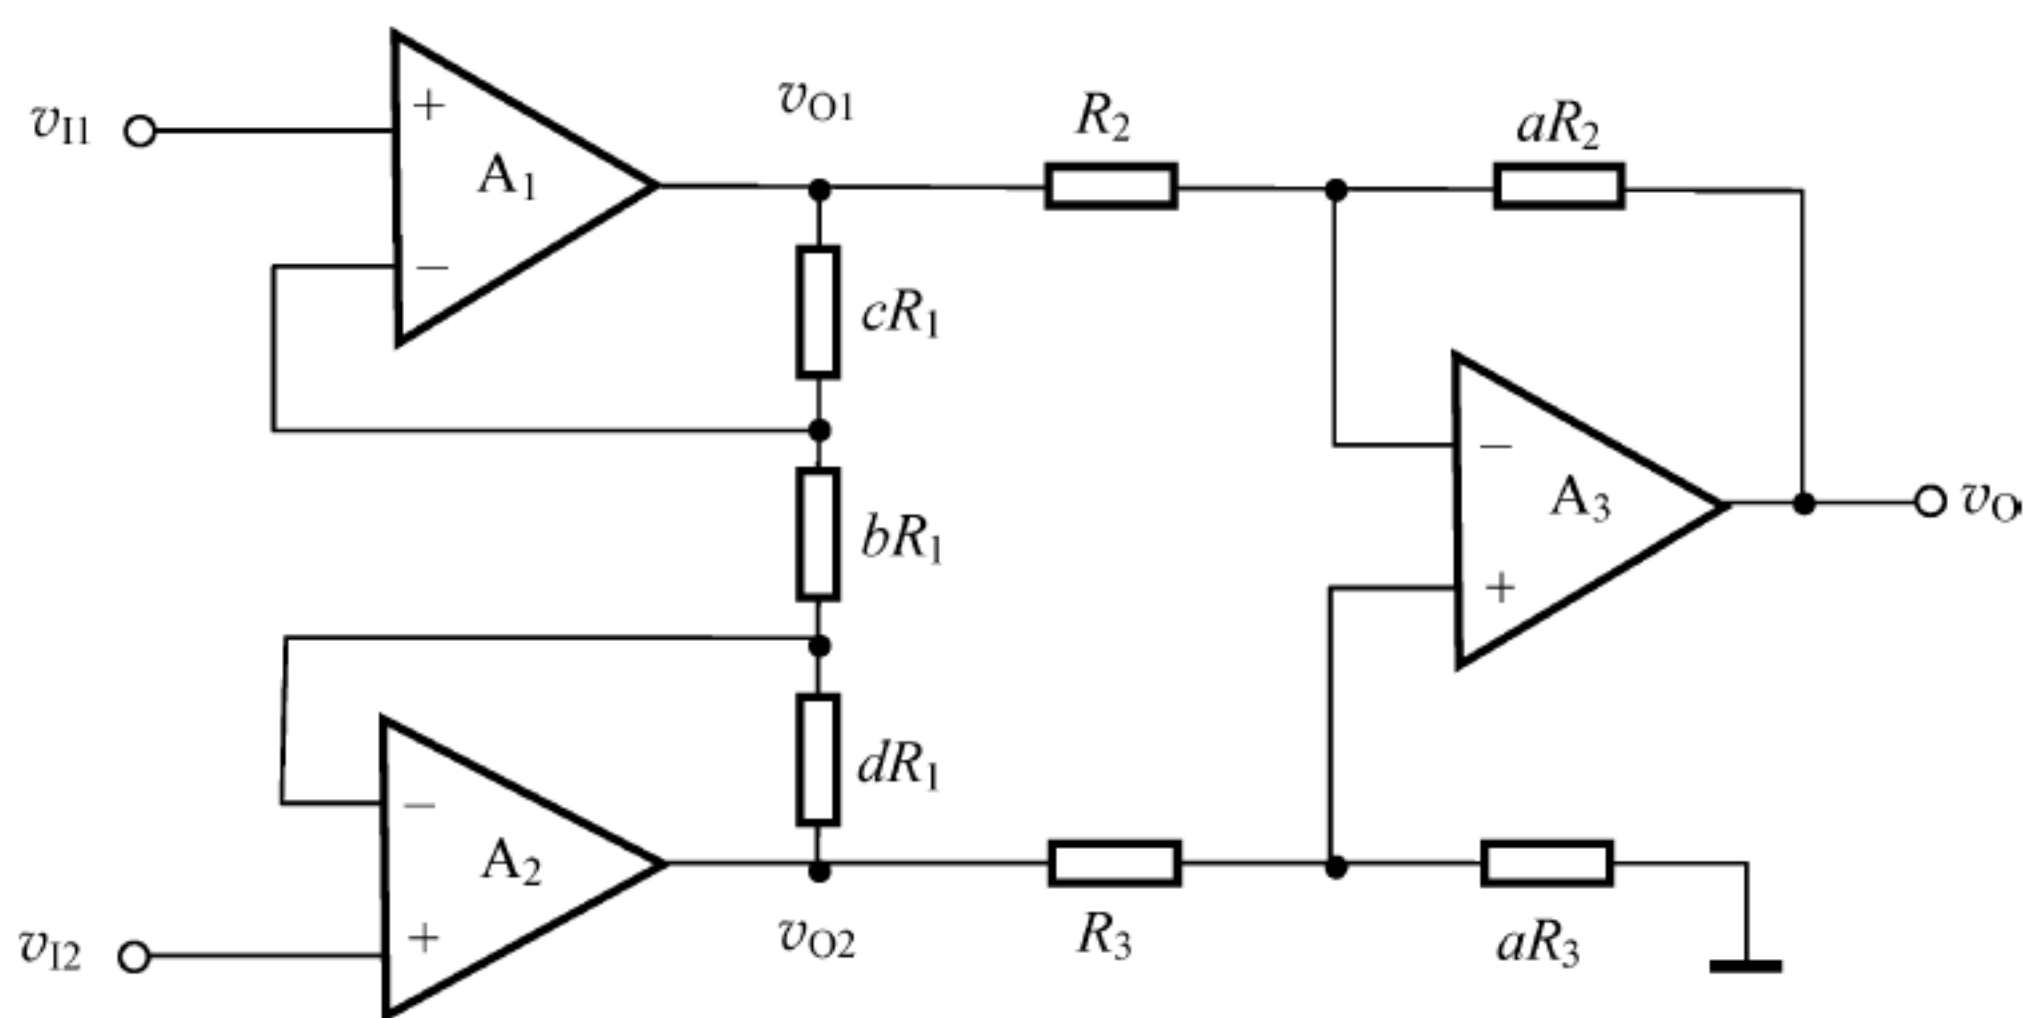 v_O1
R_2
aR_2
v_I1
+
A_1
−
cR_1
bR_1
−
A_3
+
v_O
dR_1
−
A_2
+
v_I2
v_O2
R_3
aR_3